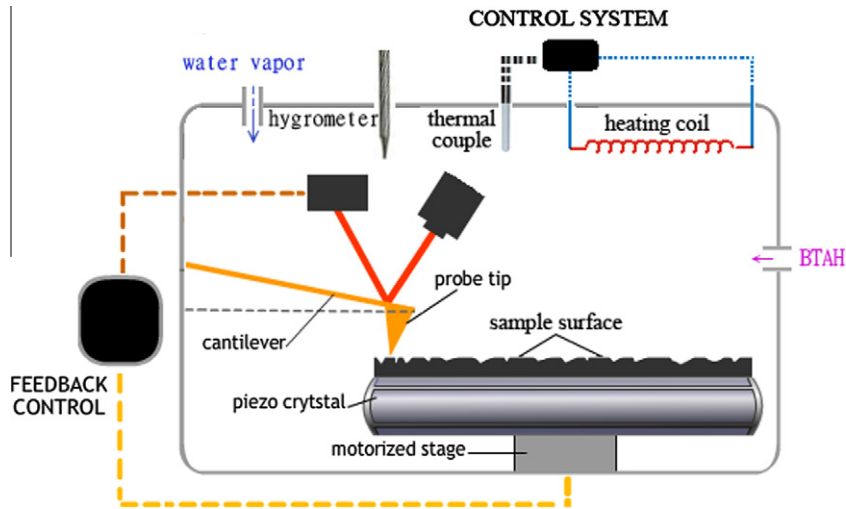 CONTROL SYSTEM
water vapor
hygrometer
thermal
couple
heating coil
BTAH
probe tip
cantilever
sample surface
FEEDBACK
CONTROL
piezo crytstal
motorized stage